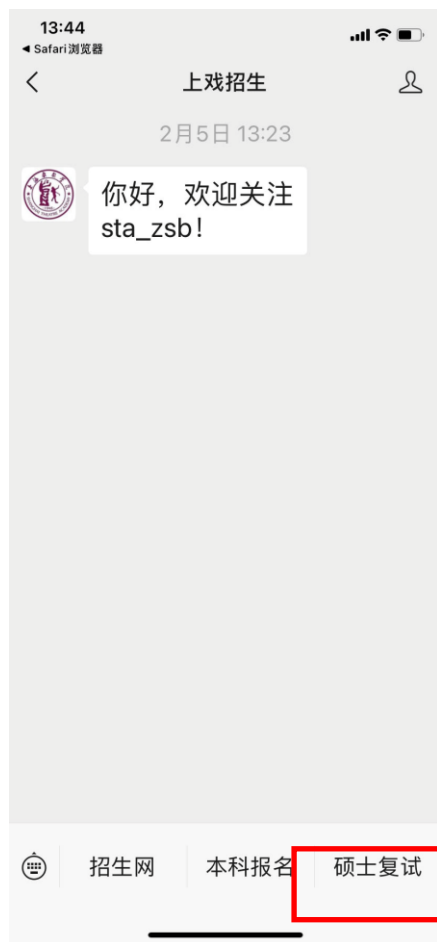 13:44
◀ Safari浏览器
上戏招生
2月5日 13:23
你好，欢迎关注
sta_zsb！
招生网 本科报名 硕士复试